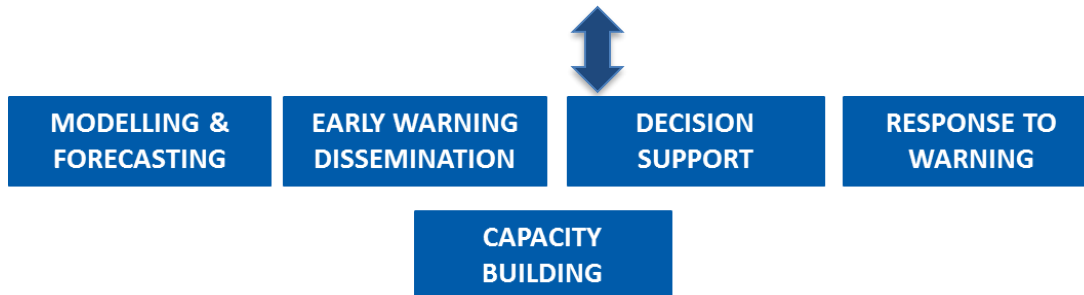 MODELLING &
FORECASTING
EARLY WARNING
DISSEMINATION
DECISION
SUPPORT
RESPONSE TO
WARNING
CAPACITY
BUILDING